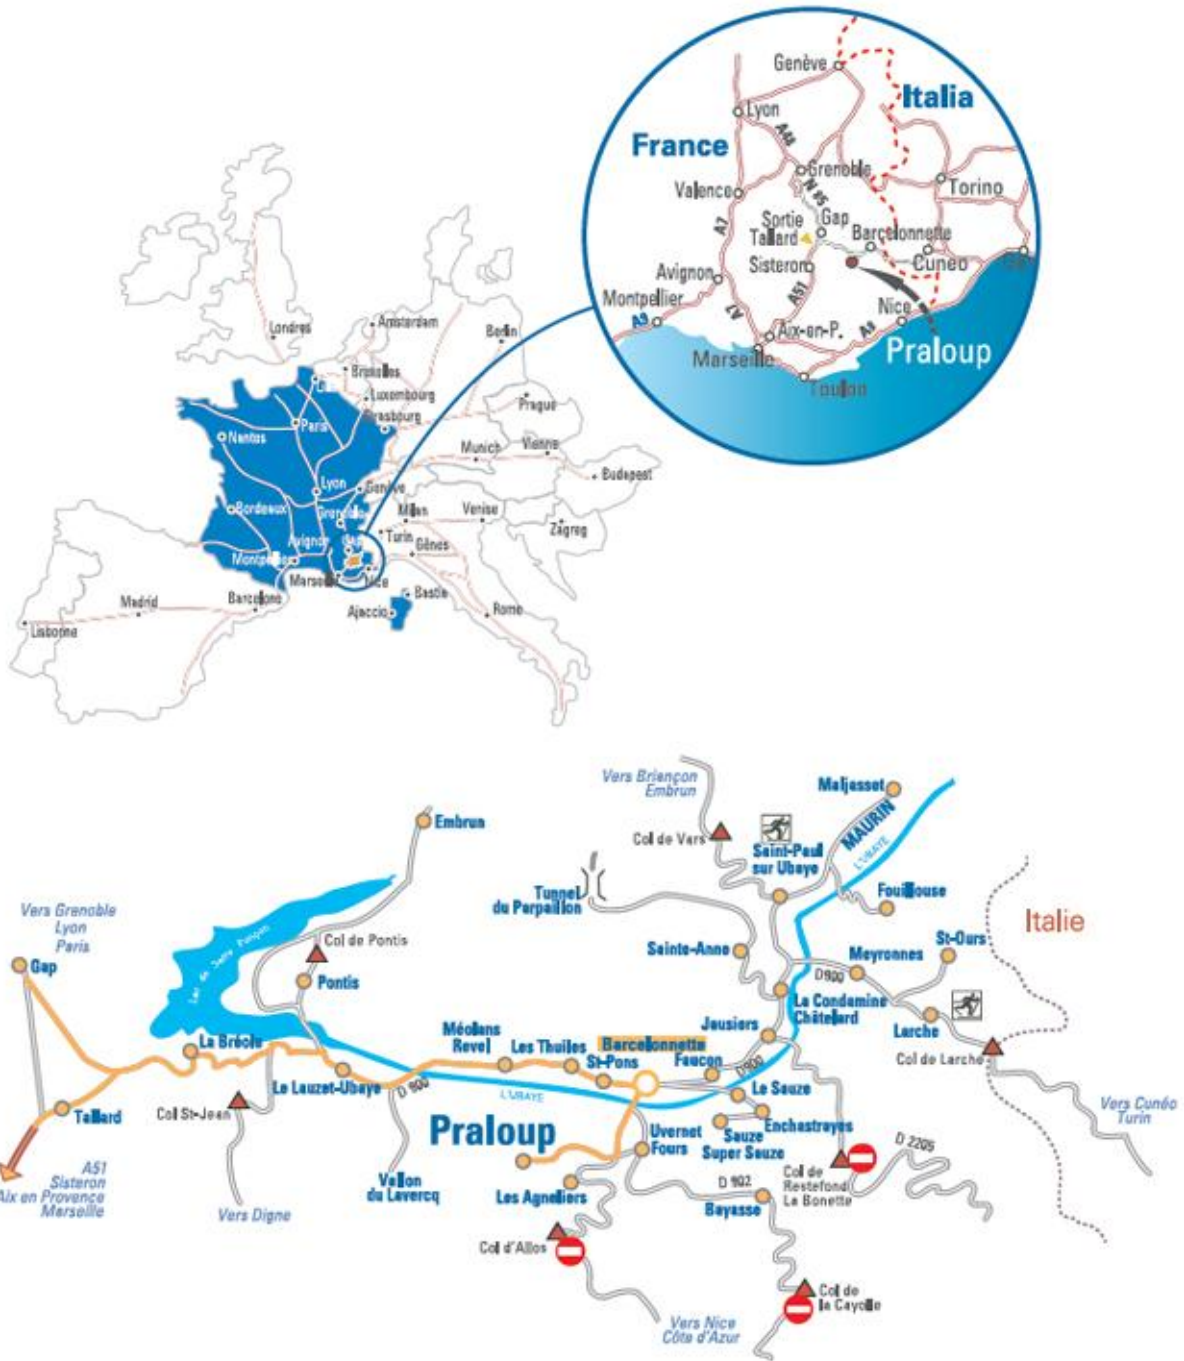 Genève
Italia
Lyon
A48
France
Grenoble
N 85
Torino
Valence
A7
Sortie
Tallard
Gap
Barcelonnette
Cuneo
Sisteron
Avignon
A51
Montpellier
A9
A7
Nice
Aix-en-P.
A8
Praloup
Marseille
Toulon
Londres
Amsterdam
Berlin
Bruxelles
Luxembourg
Prague
Paris
Nantes
Munich
Vienne
Budapest
Lyon
Genève
Bordeaux
Grenoble
Milan
Venise
Zagreg
Avignon
Gap
Turin
Gênes
Marseille
Nice
Madrid
Barcelone
Bastia
Ajaccio
Rome
Lisbonne
Vers Briençon
Embrun
Maljasset
MAURIN
L'UBAYE
Embrun
Col de Vars
Saint-Paul
sur Ubaye
Tunnel
du Parpaillon
Fouillouse
Vers Grenoble
Lyon
Paris
Italie
Col de Pontis
Sainte-Anne
St-Ours
Meyronnes
Gap
Pontis
D 900
La Condamine
Châtelard
Larche
Jausiers
Col de Larche
La Bréole
Méolans
Revel
Les Thuiles
Barcelonnette
St-Pons
Faucon
D900
Le Lauzet-Ubaye
D 900
L'UBAYE
Le Sauze
Tallard
Col St-Jean
Enchastrayes
Vers Cunéo
Turin
Praloup
Uvernet
Fours
Sauze
Super Sauze
A51
Sisteron
Aix en Provence
Marseille
Vallon
du Lavercq
Les Agneliers
D 902
Col de
Restefond
La Bonette
D 2205
Vers Digne
Bayasse
Col d'Allos
Col de
la Cayolle
Vers Nice
Côte d'Azur